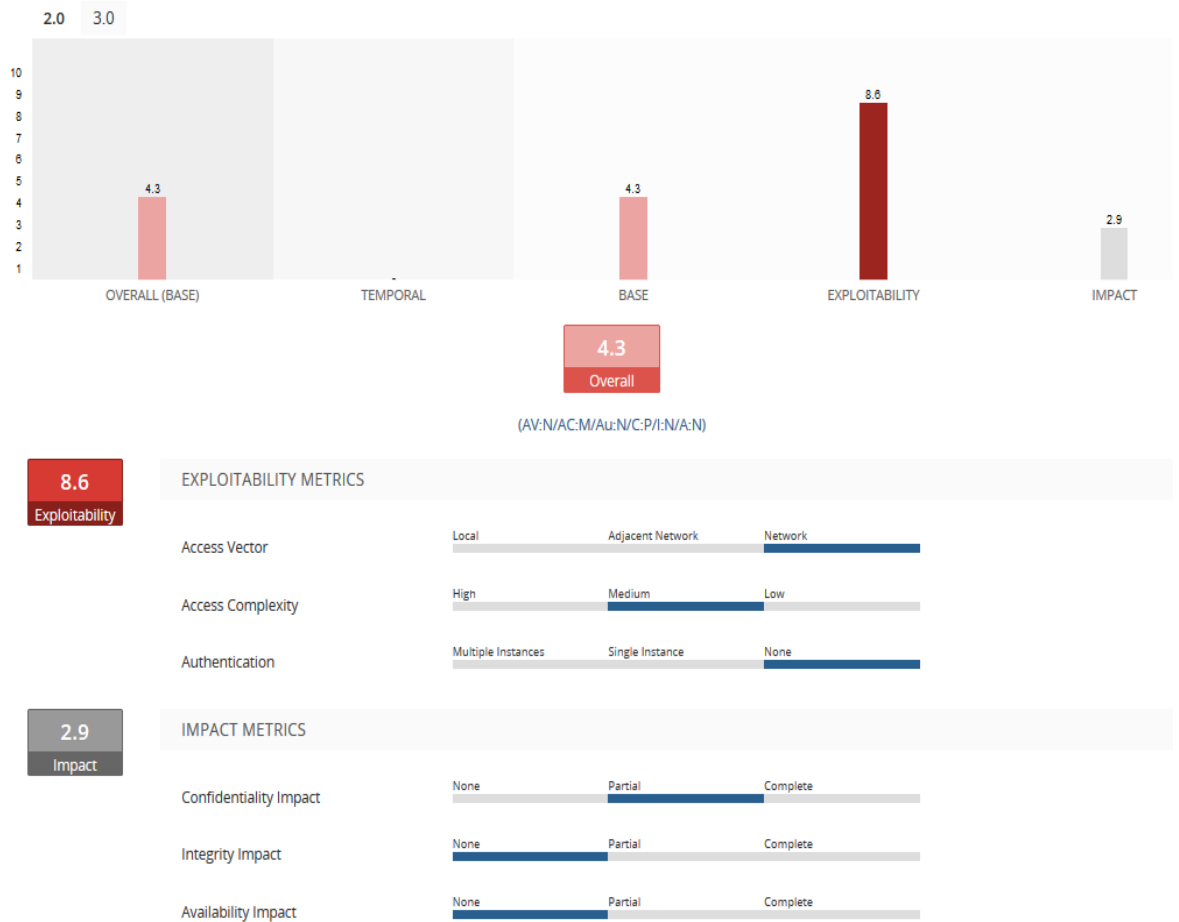 2.0 3.0
10
9
8
7
6
5
4
3
2
1
4.3
-
4.3
8.6
2.9
OVERALL (BASE) TEMPORAL BASE EXPLOITABILITY IMPACT
4.3
Overall
(AV:N/AC:M/Au:N/C:P/I:N/A:N)
8.6
Exploitability
EXPLOITABILITY METRICS
Local Adjacent Network Network
Access Vector
High Medium Low
Access Complexity
Multiple Instances Single Instance None
Authentication
2.9
Impact
IMPACT METRICS
None Partial Complete
Confidentiality Impact
None Partial Complete
Integrity Impact
None Partial Complete
Availability Impact